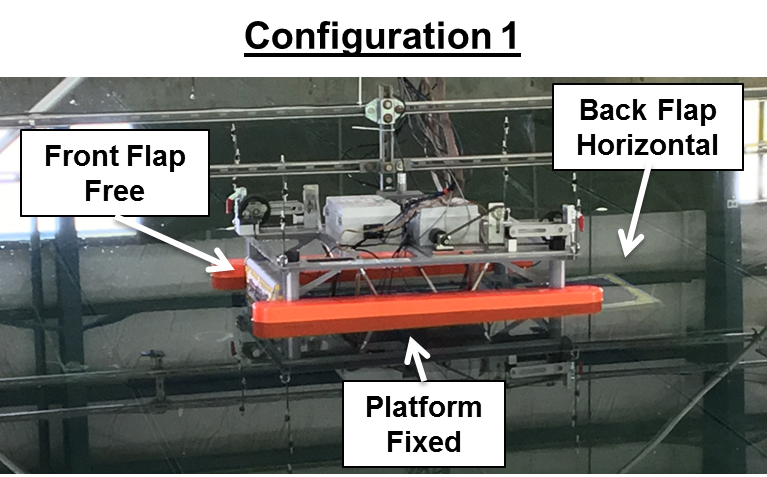 Configuration 1
Front Flap
Free
Back Flap
Horizontal
Platform
Fixed